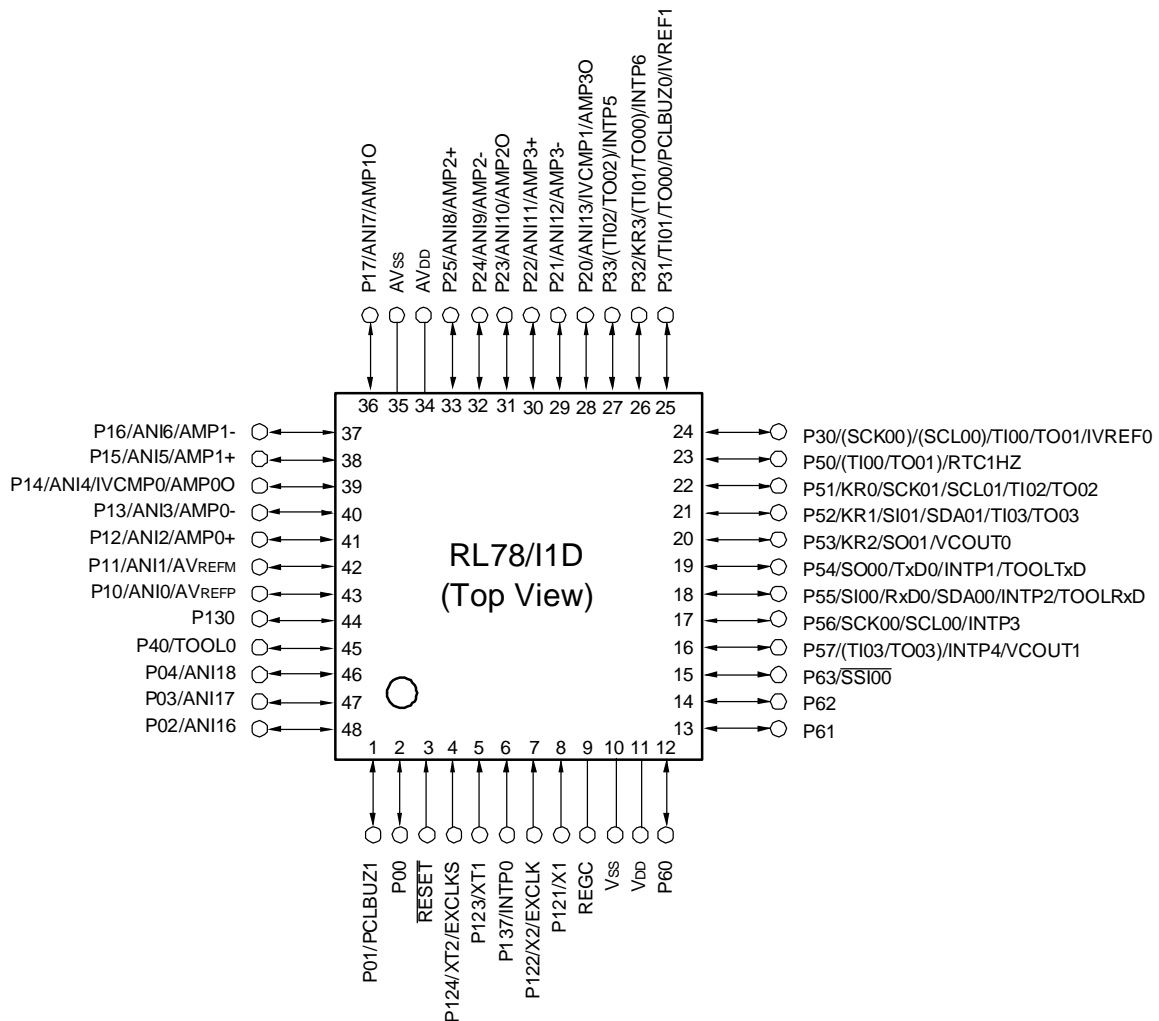 P17/ANI7/AMP1O
AVSS
AVDD
P25/ANI8/AMP2+
P24/ANI9/AMP2-
P23/ANI10/AMP2O
P22/ANI11/AMP3+
P21/ANI12/AMP3-
P20/ANI13/IVCMP1/AMP3O
P33/(TI02/TO02)/INTP5
P32/KR3/(TI01/TO00)/INTP6
P31/TI01/TO00/PCLBUZ0/IVREF1
36 35 34 33 32 31 30 29 28 27 26 25
P16/ANI6/AMP1- 37
P15/ANI5/AMP1+ 38
P14/ANI4/IVCMP0/AMP0O 39
P13/ANI3/AMP0- 40
P12/ANI2/AMP0+ 41
P11/ANI1/AVREFM 42
P10/ANI0/AVREFP 43
P130 44
P40/TOOL0 45
P04/ANI18 46
P03/ANI17 47
P02/ANI16 48
RL78/I1D
(Top View)
24 P30/(SCK00)/(SCL00)/TI00/TO01/IVREF0
23 P50/(TI00/TO01)/RTC1HZ
22 P51/KR0/SCK01/SCL01/TI02/TO02
21 P52/KR1/SI01/SDA01/TI03/TO03
20 P53/KR2/SO01/VCOUT0
19 P54/SO00/TxD0/INTP1/TOOLTxD
18 P55/SI00/RxD0/SDA00/INTP2/TOOLRxD
17 P56/SCK00/SCL00/INTP3
16 P57/(TI03/TO03)/INTP4/VCOUT1
15 P63/SSI00
14 P62
13 P61
1 2 3 4 5 6 7 8 9 10 11 12
P01/PCLBUZ1
P00
RESET
P124/XT2/EXCLKS
P123/XT1
P137/INTP0
P122/X2/EXCLK
P121/X1
REGC
VSS
VDD
P60